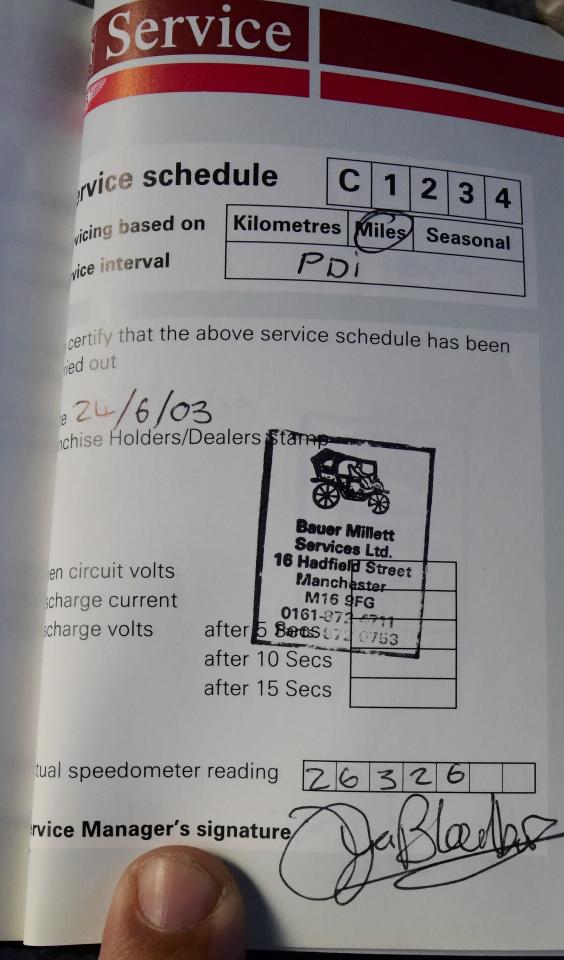 Service
rvice schedule C 1 2 3 4
vicing based on Kilometres Miles Seasonal
vice interval PDi
certify that the above service schedule has been
ied out
e 24/6/03
nchise Holders/Dealers stamp
Bauer Millett
Services Ltd.
16 Hadfield Street
Manchester
M16 9FG
0161-872
en circuit volts
scharge current
scharge volts after 5 Secs
after 10 Secs
after 15 Secs
tual speedometer reading 26326
rvice Manager's signature